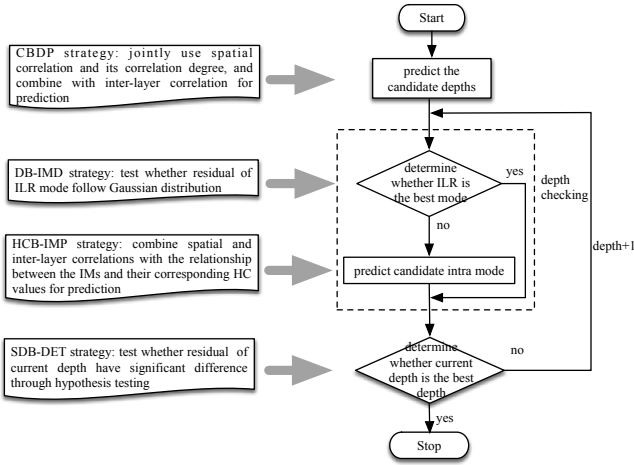 Start
CBDP strategy: jointly use spatial
correlation and its correlation degree, and
combine with inter-layer correlation for
prediction
predict the
candidate depths
DB-IMD strategy: test whether residual of
ILR mode follow Gaussian distribution
determine
whether ILR is
the best mode
yes
no
depth
checking
depth+1
HCB-IMP strategy: combine spatial and
inter-layer correlations with the relationship
between the IMs and their corresponding HC
values for prediction
predict candidate intra mode
SDB-DET strategy: test whether residual of
current depth have significant difference
through hypothesis testing
determine
whether current
depth is the best
depth
no
yes
Stop